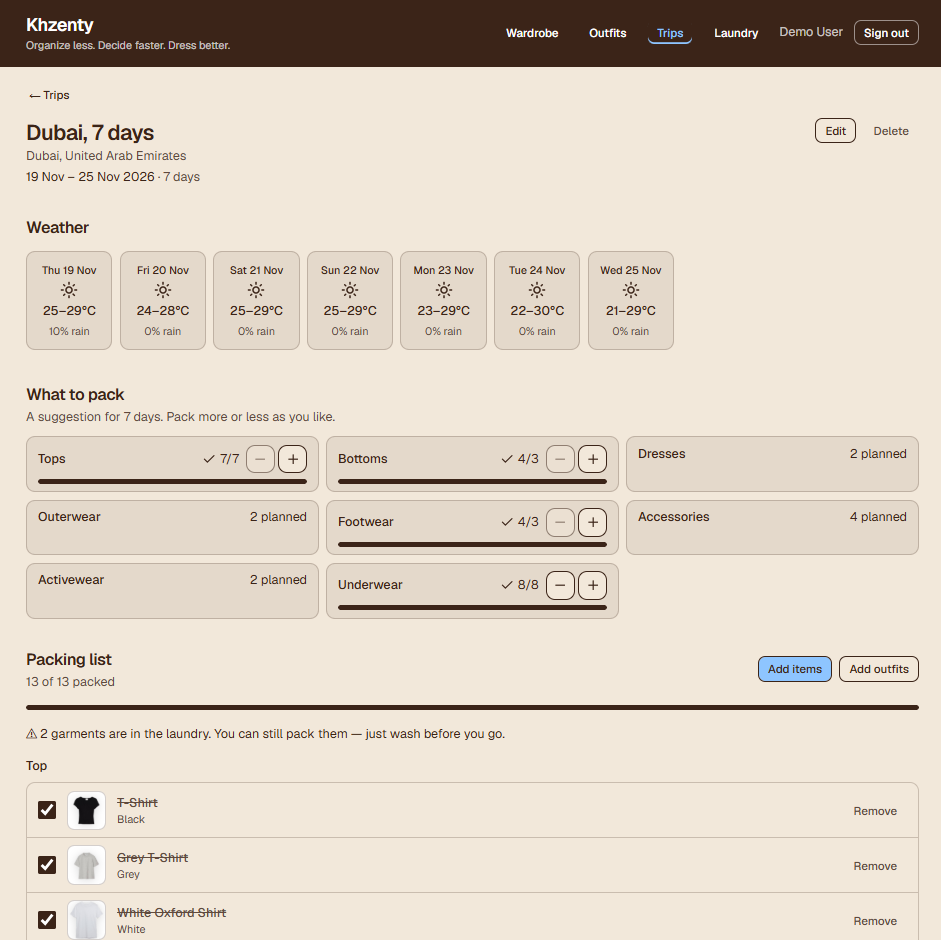 Khzenty
Organize less. Decide faster. Dress better.
Wardrobe Outfits Trips Laundry Demo User Sign out
← Trips
Dubai, 7 days
Edit Delete
Dubai, United Arab Emirates
19 Nov – 25 Nov 2026 · 7 days
Weather
Thu 19 Nov Fri 20 Nov Sat 21 Nov Sun 22 Nov Mon 23 Nov Tue 24 Nov Wed 25 Nov
25–29°C 24–28°C 25–29°C 25–29°C 23–29°C 22–30°C 21–29°C
10% rain 0% rain 0% rain 0% rain 0% rain 0% rain 0% rain
What to pack
A suggestion for 7 days. Pack more or less as you like.
Tops ✓ 7/7 − + Bottoms ✓ 4/3 − + Dresses 2 planned
Outerwear 2 planned Footwear ✓ 4/3 − + Accessories 4 planned
Activewear 2 planned Underwear ✓ 8/8 − +
Packing list
13 of 13 packed
Add items Add outfits
⚠ 2 garments are in the laundry. You can still pack them — just wash before you go.
Top
T-Shirt
Black
Remove
Grey T-Shirt
Grey
Remove
White Oxford Shirt
White
Remove